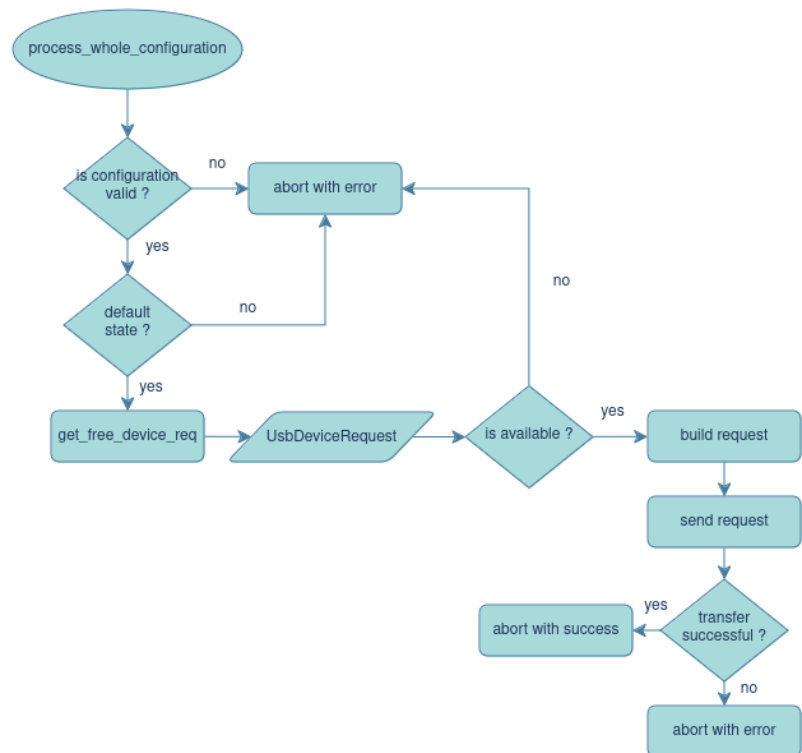 process_whole_configuration
is configuration
valid ?
no
abort with error
yes
default
state ?
no
no
yes
get_free_device_req
UsbDeviceRequest
is available ?
yes
build request
send request
transfer
successful ?
yes
abort with success
no
abort with error